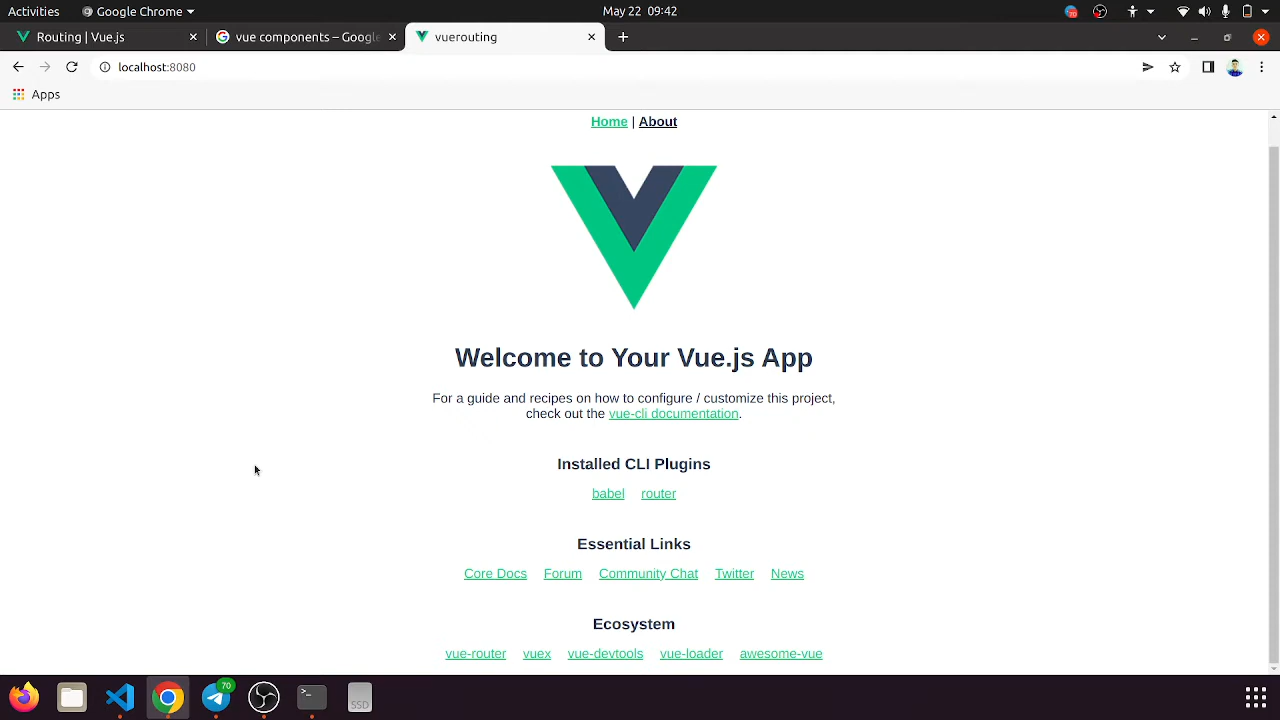 Activities Google Chrome May 22 09:42 70
Routing | Vue.js vue components – Google vuerouting
localhost:8080
Apps
Home | About
Welcome to Your Vue.js App
For a guide and recipes on how to configure / customize this project,
check out the vue-cli documentation.
Installed CLI Plugins
babel router
Essential Links
Core Docs Forum Community Chat Twitter News
Ecosystem
vue-router vuex vue-devtools vue-loader awesome-vue
70
SSD